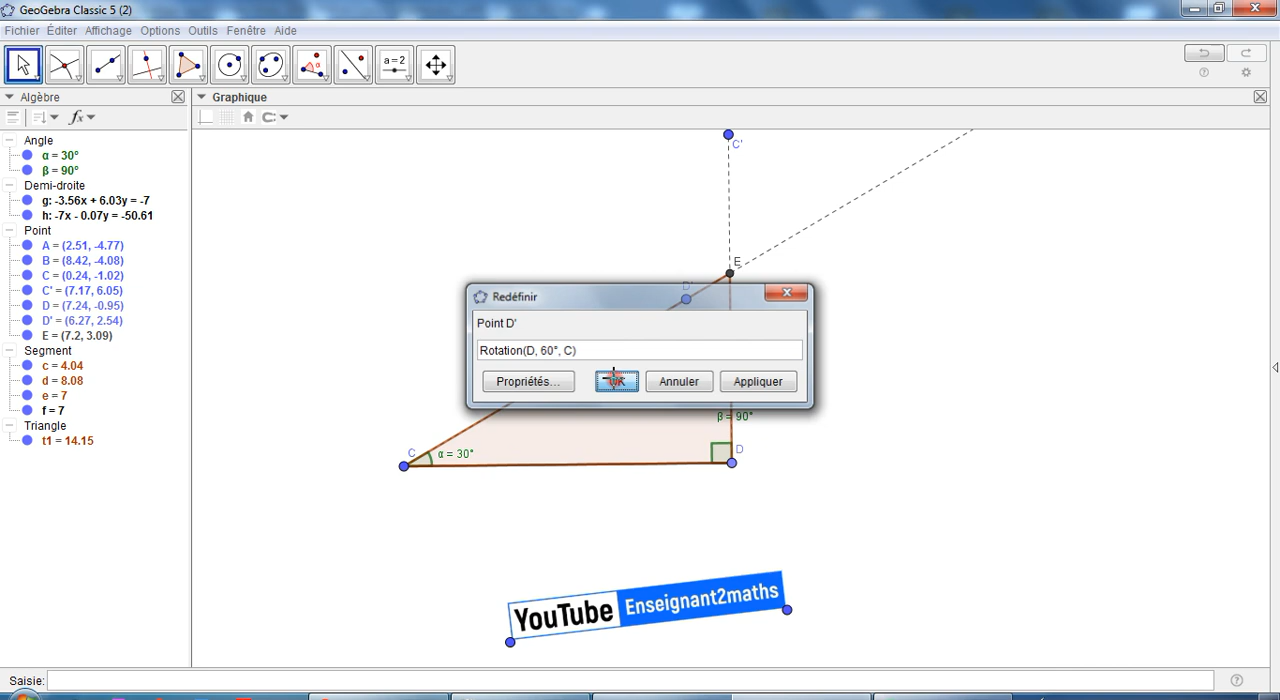 GeoGebra Classic 5 (2)
Fichier Éditer Affichage Options Outils Fenêtre Aide
a = 2
Algèbre
Graphique
Angle
α = 30°
β = 90°
Demi-droite
g: -3.56x + 6.03y = -7
h: -7x - 0.07y = -50.61
Point
A = (2.51, -4.77)
B = (8.42, -4.08)
C = (0.24, -1.02)
C' = (7.17, 6.05)
D = (7.24, -0.95)
D' = (6.27, 2.54)
E = (7.2, 3.09)
Segment
c = 4.04
d = 8.08
e = 7
f = 7
Triangle
t1 = 14.15
C'
E
D'
Redéfinir
Point D'
Rotation(D, 60°, C)
Propriétés...
OK
Annuler
Appliquer
β = 90°
C
α = 30°
D
YouTube Enseignant2maths
Saisie: